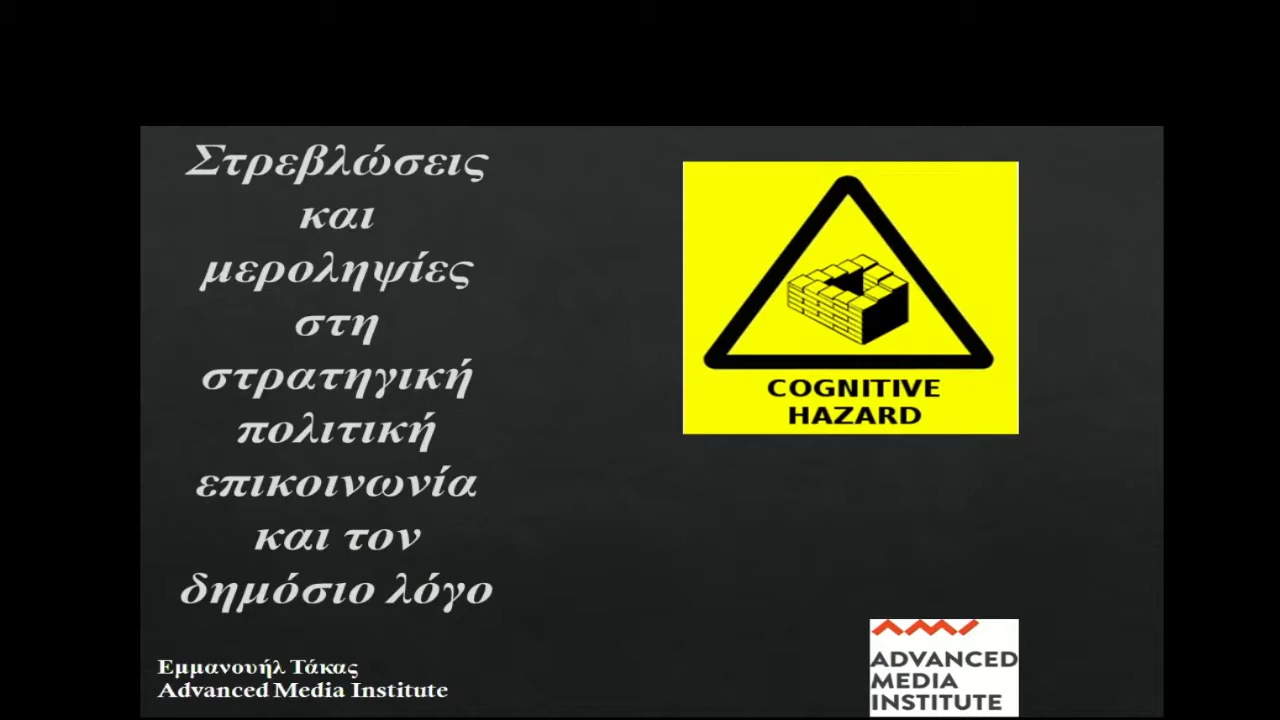 Στρεβλώσεις
και
μεροληψίες
στη
στρατηγική
πολιτική
επικοινωνία
και τον
δημόσιο λόγο
COGNITIVE
HAZARD
Εμμανουήλ Τάκας
Advanced Media Institute
ADVANCED
MEDIA
INSTITUTE